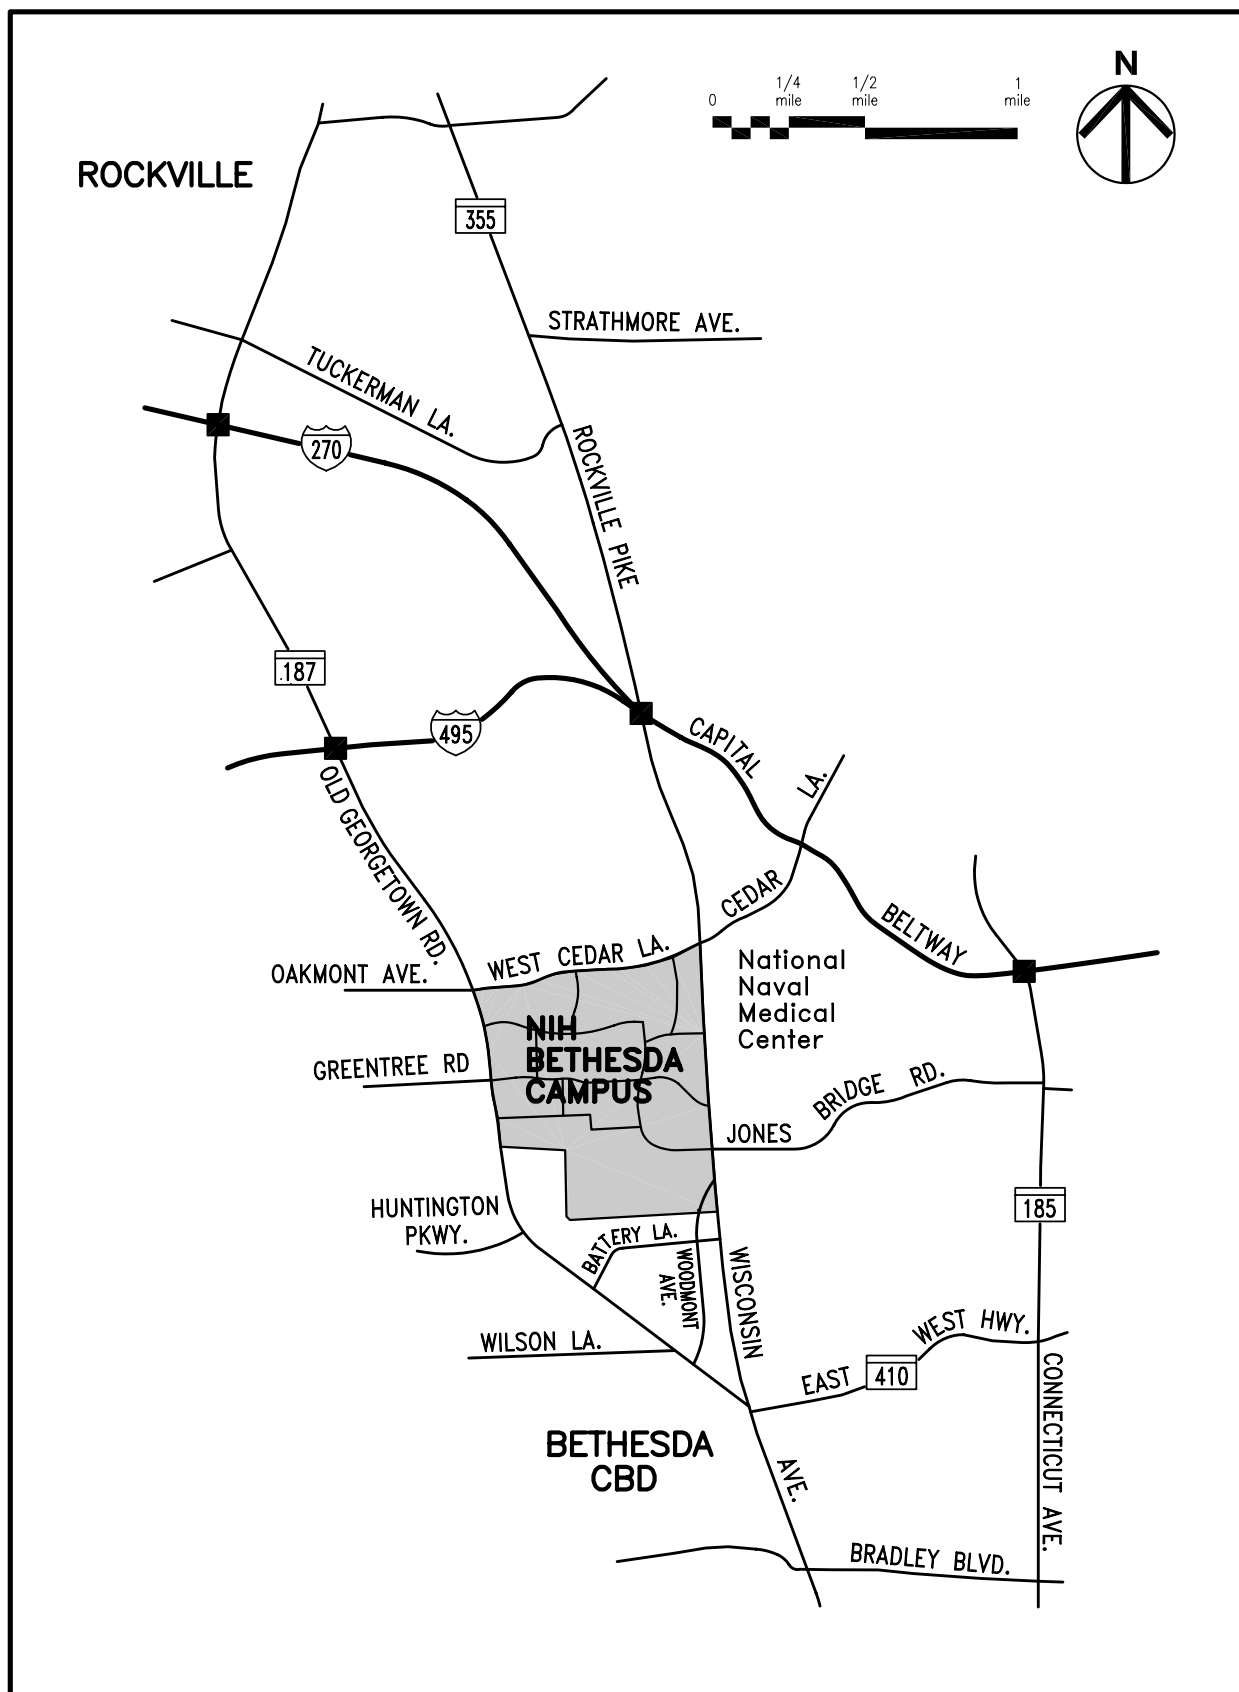 N
0
1/4
mile
1/2
mile
1
mile
ROCKVILLE
355
STRATHMORE AVE.
TUCKERMAN LA.
270
ROCKVILLE PIKE
187
495
CAPITAL
LA.
OLD GEORGETOWN RD.
CEDAR
BELTWAY
WEST CEDAR LA.
OAKMONT AVE.
National
Naval
Medical
Center
NIH
BETHESDA
CAMPUS
GREENTREE RD
BRIDGE RD.
JONES
HUNTINGTON
PKWY.
185
BATTERY LA.
WOODMONT
AVE.
WISCONSIN
WEST HWY.
WILSON LA.
EAST
410
CONNECTICUT AVE.
BETHESDA
CBD
AVE.
BRADLEY BLVD.